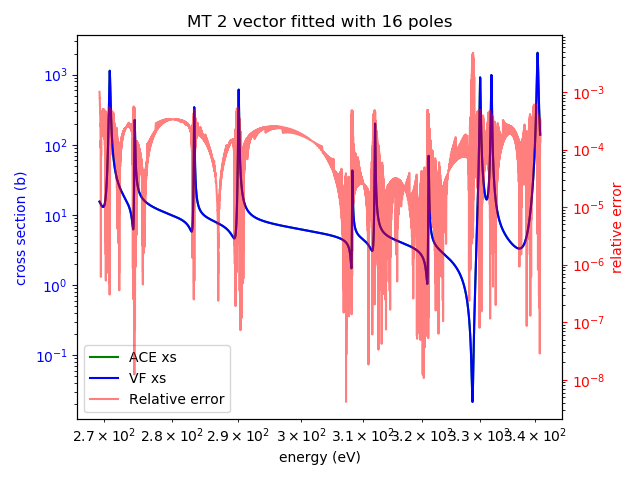 MT 2 vector fitted with 16 poles
cross section (b)
10³
10²
10¹
10⁰
10⁻¹
10⁻³
10⁻⁴
10⁻⁵
10⁻⁶
10⁻⁷
10⁻⁸
relative error
ACE xs
VF xs
Relative error
2.7 × 10² 2.8 × 10² 2.9 × 10² 3 × 10² 3.1 × 10² 3.2 × 10² 3.3 × 10² 3.4 × 10²
energy (eV)